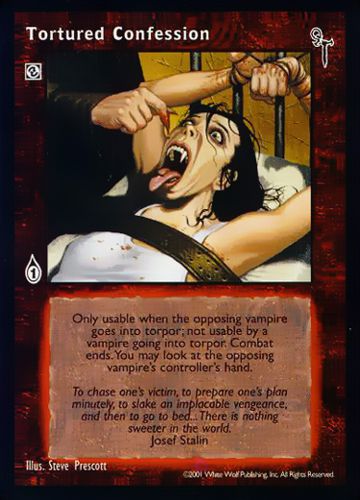 Tortured Confession
1
Only usable when the opposing vampire
goes into torpor; not usable by a
vampire going into torpor. Combat
ends. You may look at the opposing
vampire's controller's hand.
To chase one's victim, to prepare one's plan
minutely, to slake an implacable vengeance,
and then to go to bed...There is nothing
sweeter in the world.
Josef Stalin
Illus. Steve Prescott
©2001 White Wolf Publishing, Inc. All Rights Reserved.